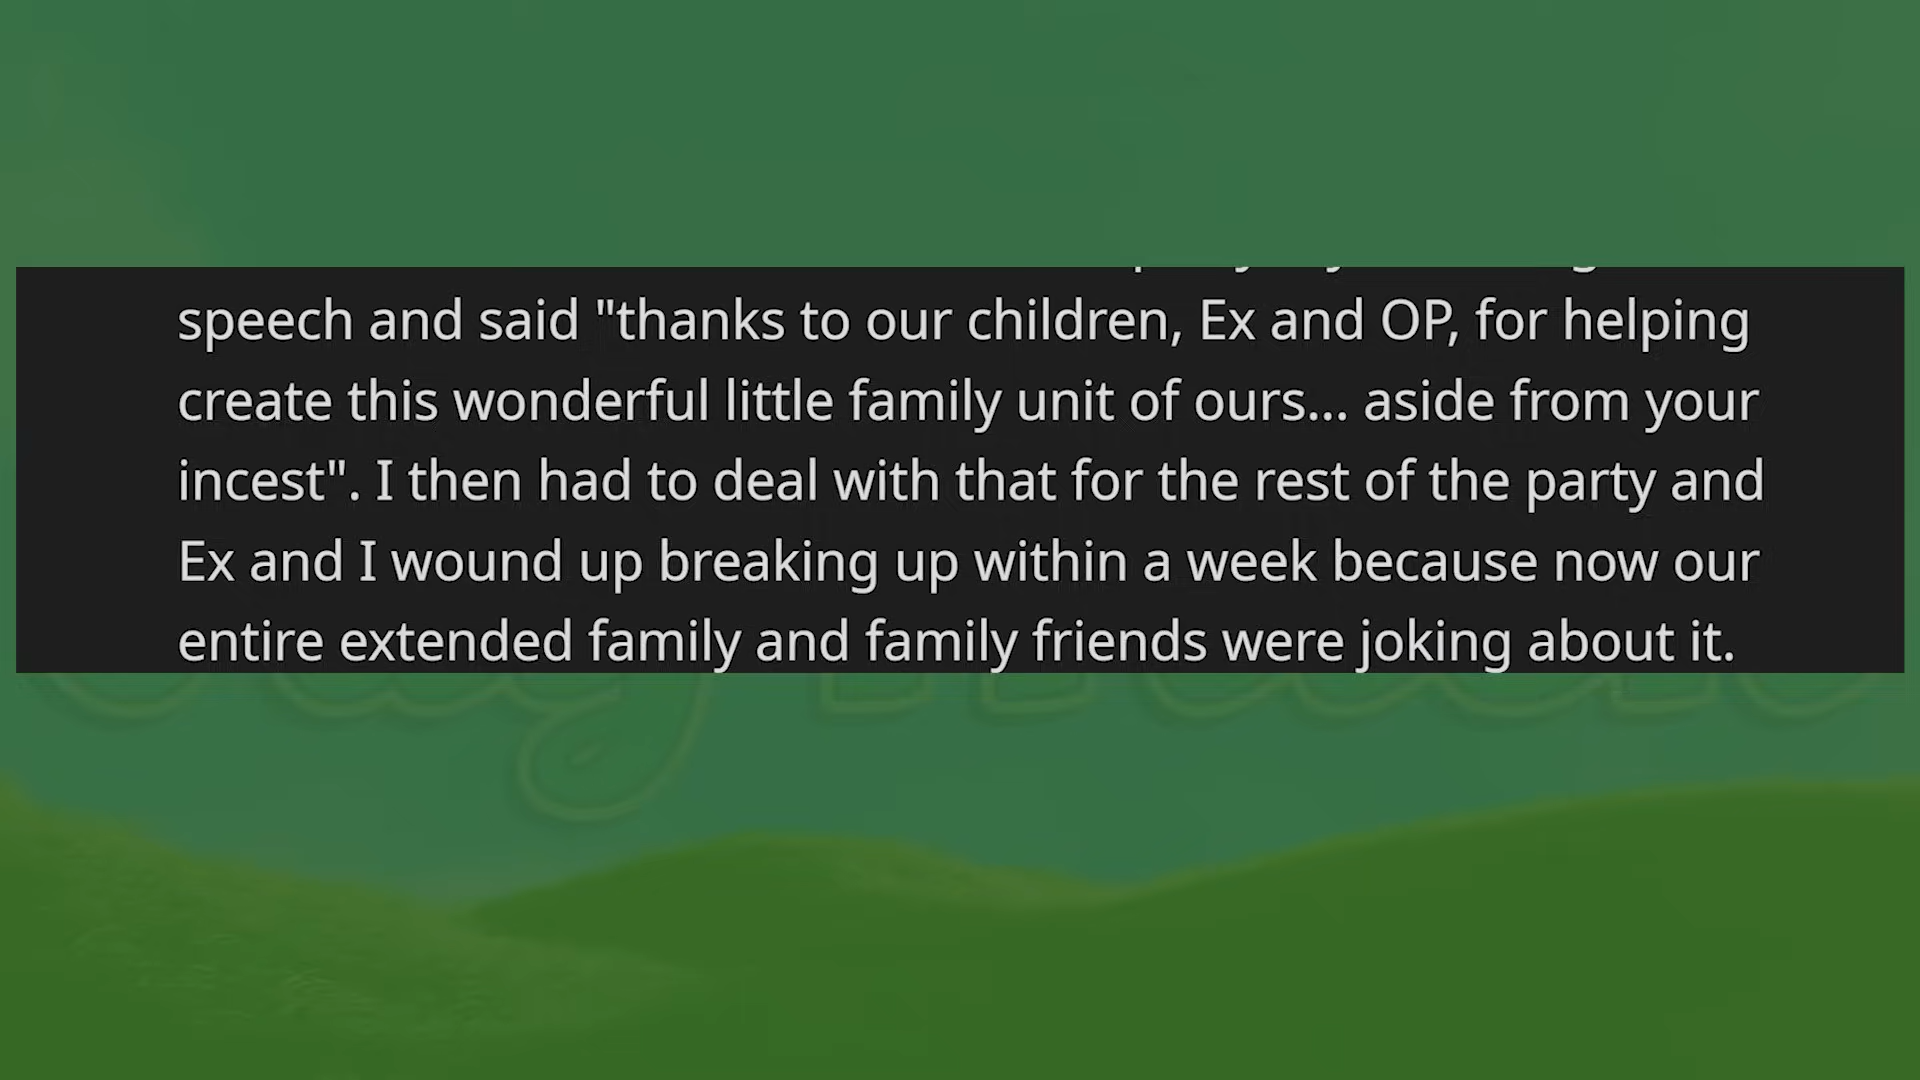 speech and said "thanks to our children, Ex and OP, for helping
create this wonderful little family unit of ours... aside from your
incest". I then had to deal with that for the rest of the party and
Ex and I wound up breaking up within a week because now our
entire extended family and family friends were joking about it.